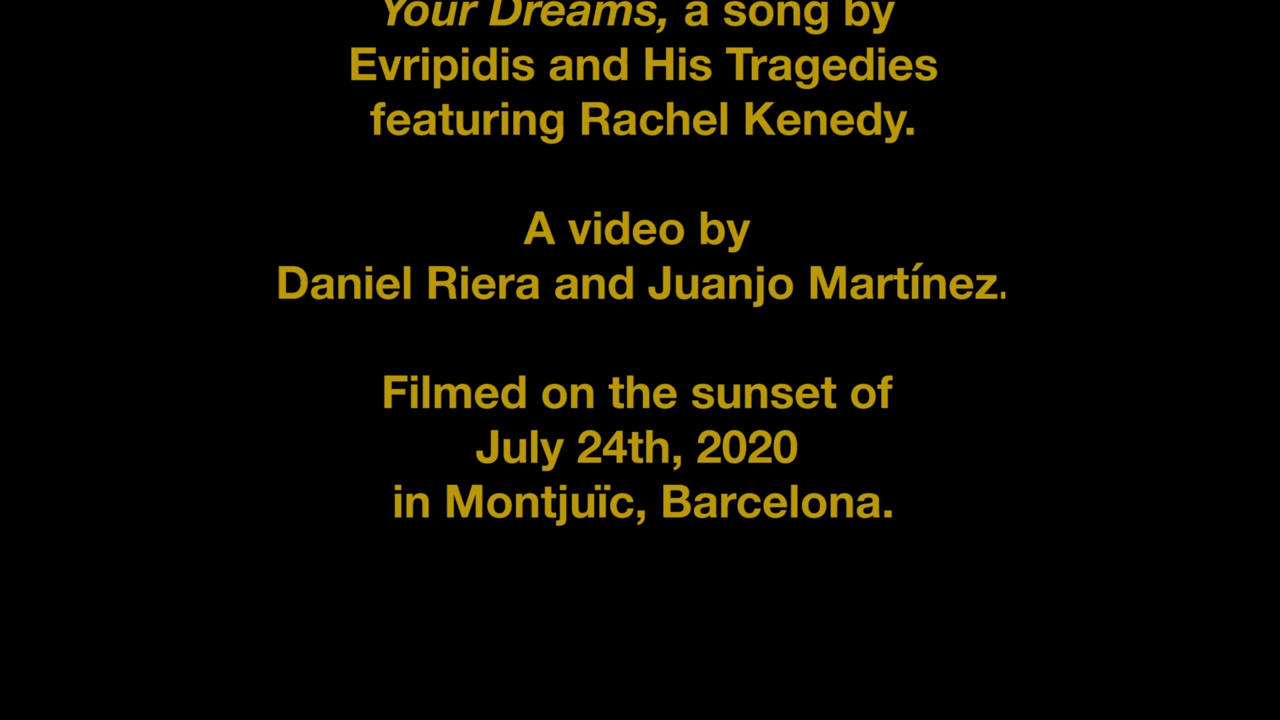 Your Dreams, a song by
Evripidis and His Tragedies
featuring Rachel Kenedy.
A video by
Daniel Riera and Juanjo Martínez.
Filmed on the sunset of
July 24th, 2020
in Montjuïc, Barcelona.